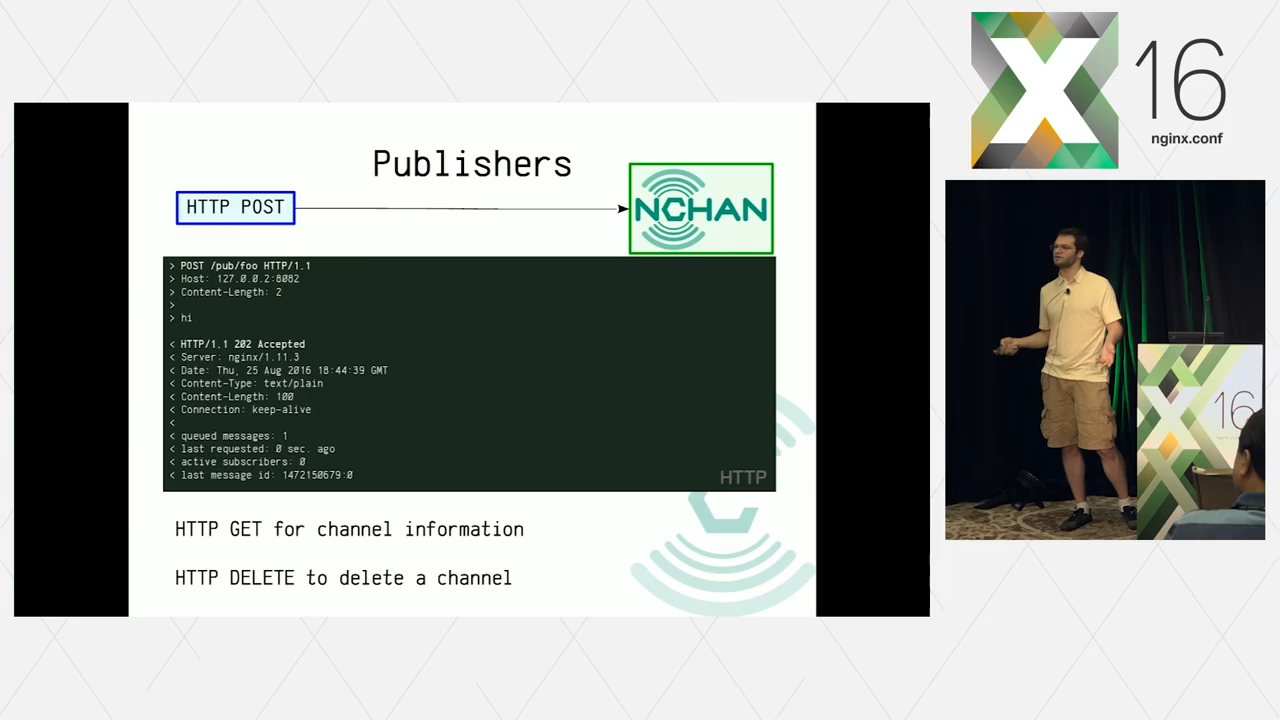 Publishers
HTTP POST
NCHAN
> POST /pub/foo HTTP/1.1
> Host: 127.0.0.2:8082
> Content-Length: 2
>
> hi
< HTTP/1.1 202 Accepted
< Server: nginx/1.11.3
< Date: Thu, 25 Aug 2016 18:44:39 GMT
< Content-Type: text/plain
< Content-Length: 100
< Connection: keep-alive
<
< queued messages: 1
< last requested: 0 sec. ago
< active subscribers: 0
< last message id: 1472150679:0
HTTP
HTTP GET for channel information
HTTP DELETE to delete a channel
X 16
nginx.conf
16